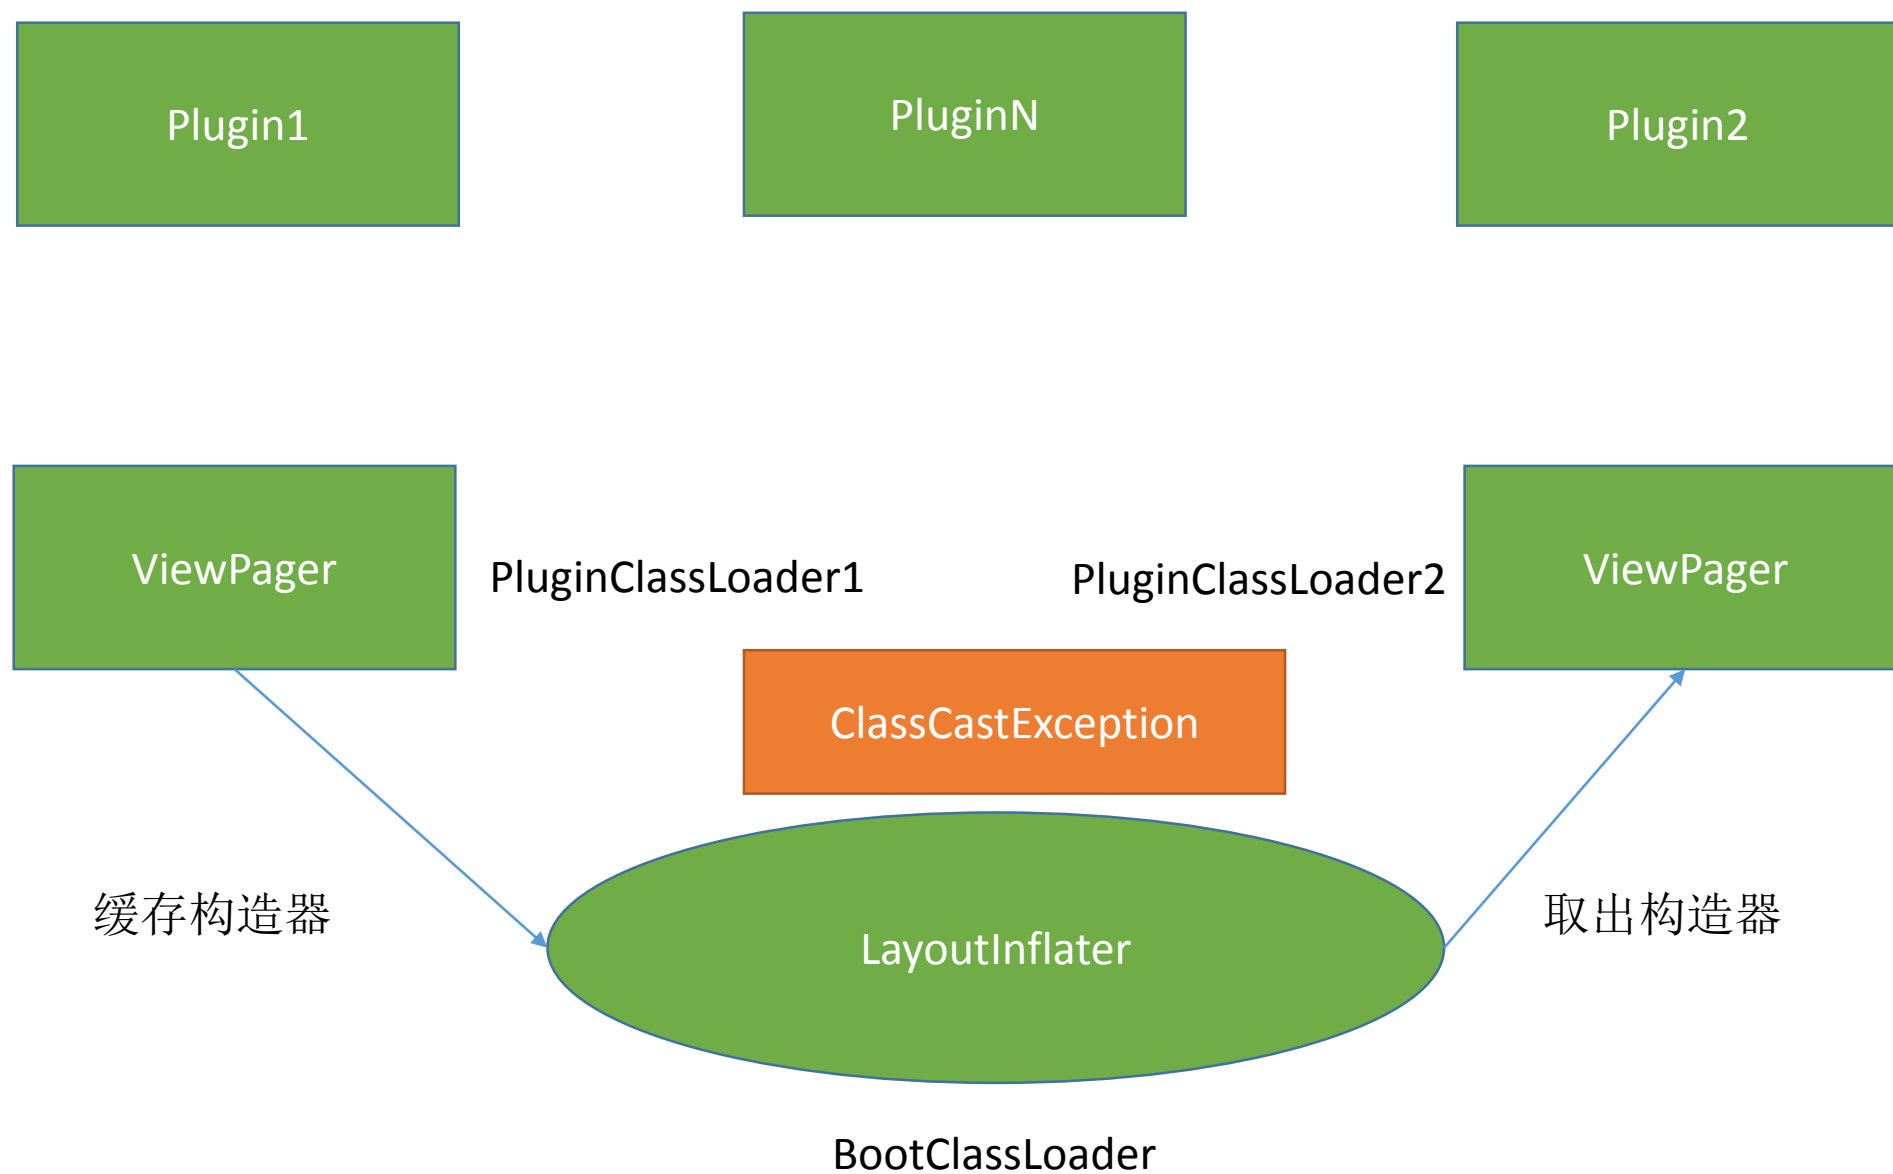 Plugin1
PluginN
Plugin2
ViewPager
PluginClassLoader1
PluginClassLoader2
ViewPager
ClassCastException
缓存构造器
LayoutInflater
取出构造器
BootClassLoader